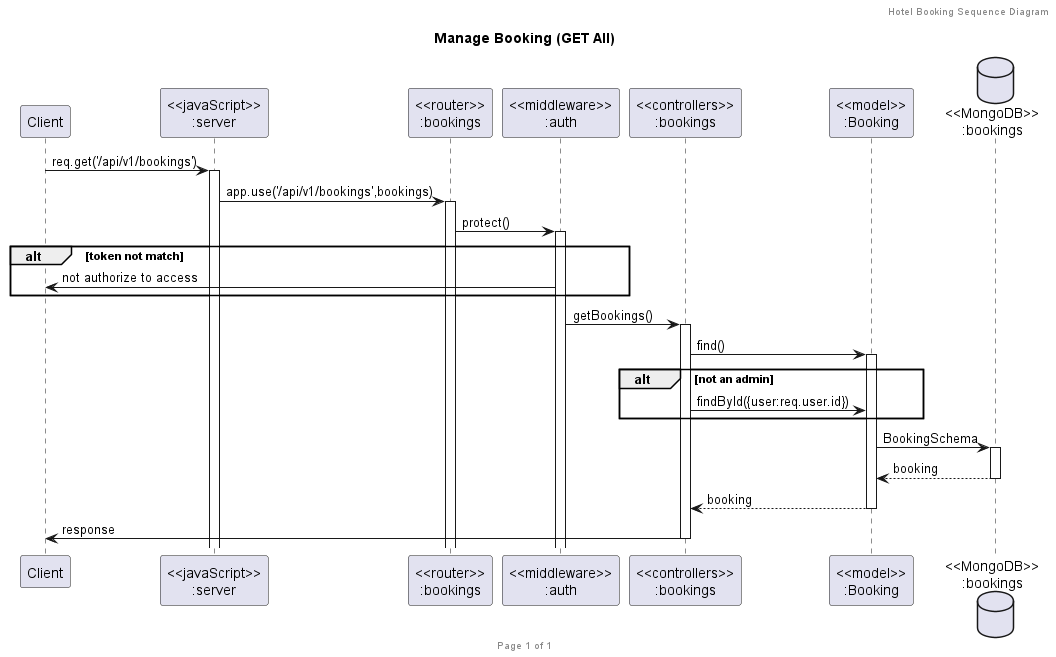 Hotel Booking Sequence Diagram
Manage Booking (GET All)
Client
<<javaScript>>
:server
<<router>>
:bookings
<<middleware>>
:auth
<<controllers>>
:bookings
<<model>>
:Booking
<<MongoDB>>
:bookings
req.get('/api/v1/bookings')
app.use('/api/v1/bookings',bookings)
protect()
alt [token not match]
not authorize to access
getBookings()
find()
alt [not an admin]
findById({user:req.user.id})
BookingSchema
booking
booking
response
Client
<<javaScript>>
:server
<<router>>
:bookings
<<middleware>>
:auth
<<controllers>>
:bookings
<<model>>
:Booking
<<MongoDB>>
:bookings
Page 1 of 1